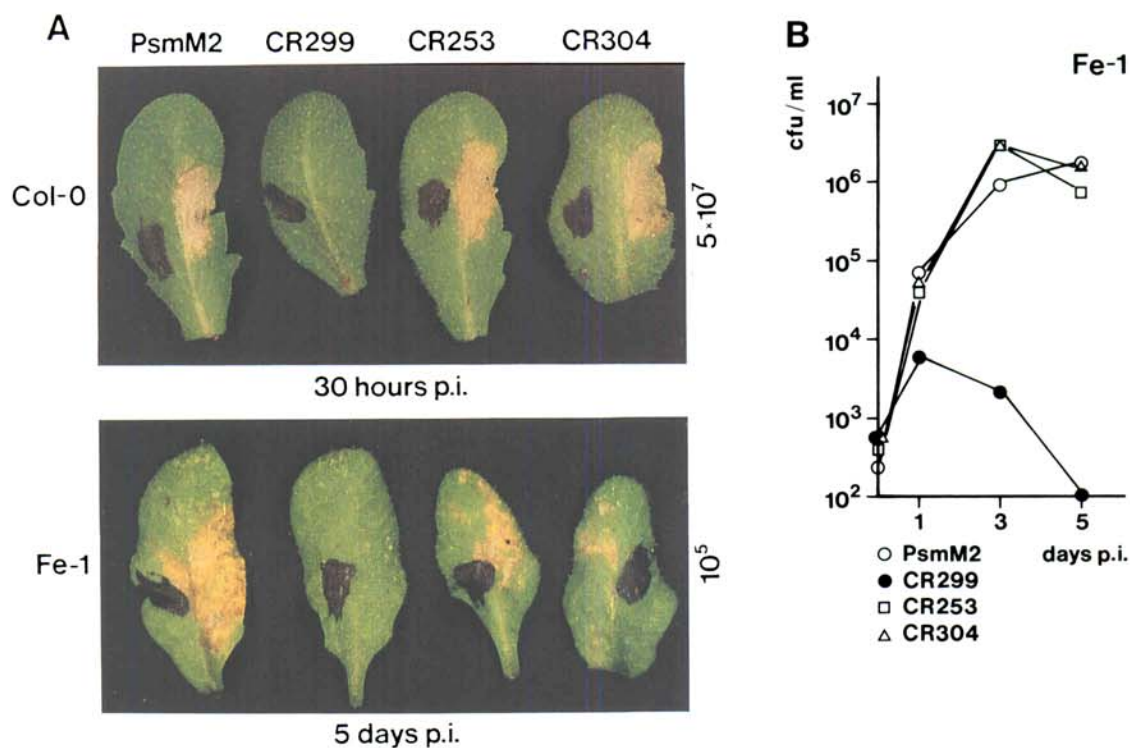 A
PsmM2 CR299 CR253 CR304
Col-0
5×10⁷
30 hours p.i.
Fe-1
10⁵
5 days p.i.
B
Fe-1
cfu/ml
10⁷
10⁶
10⁵
10⁴
10³
10²
1 3 5
days p.i.
○ PsmM2
● CR299
□ CR253
△ CR304